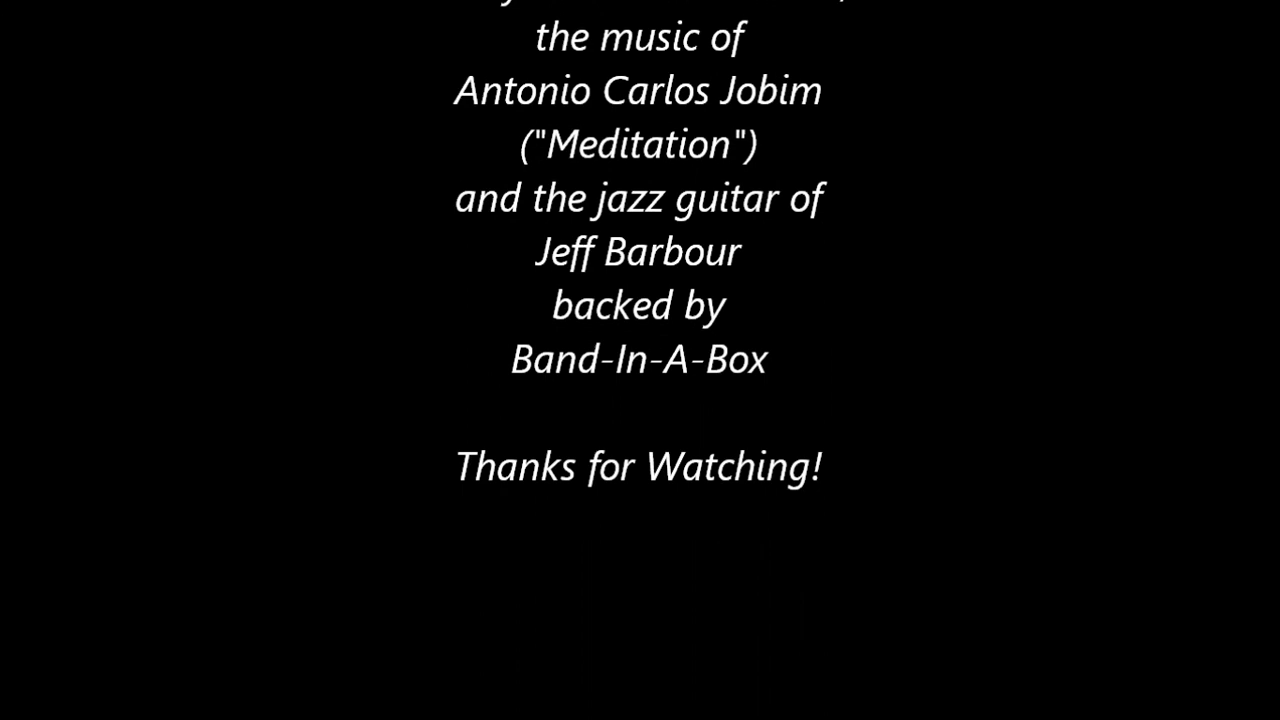 the music of
Antonio Carlos Jobim
("Meditation")
and the jazz guitar of
Jeff Barbour
backed by
Band-In-A-Box
Thanks for Watching!